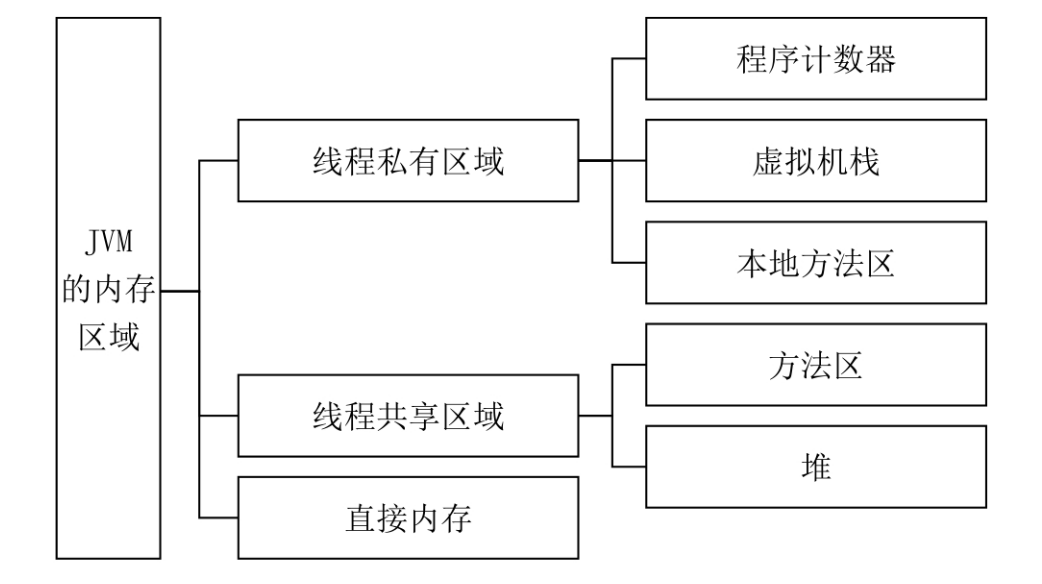 JVM
的内存
区域
线程私有区域
程序计数器
虚拟机栈
本地方法区
线程共享区域
方法区
堆
直接内存